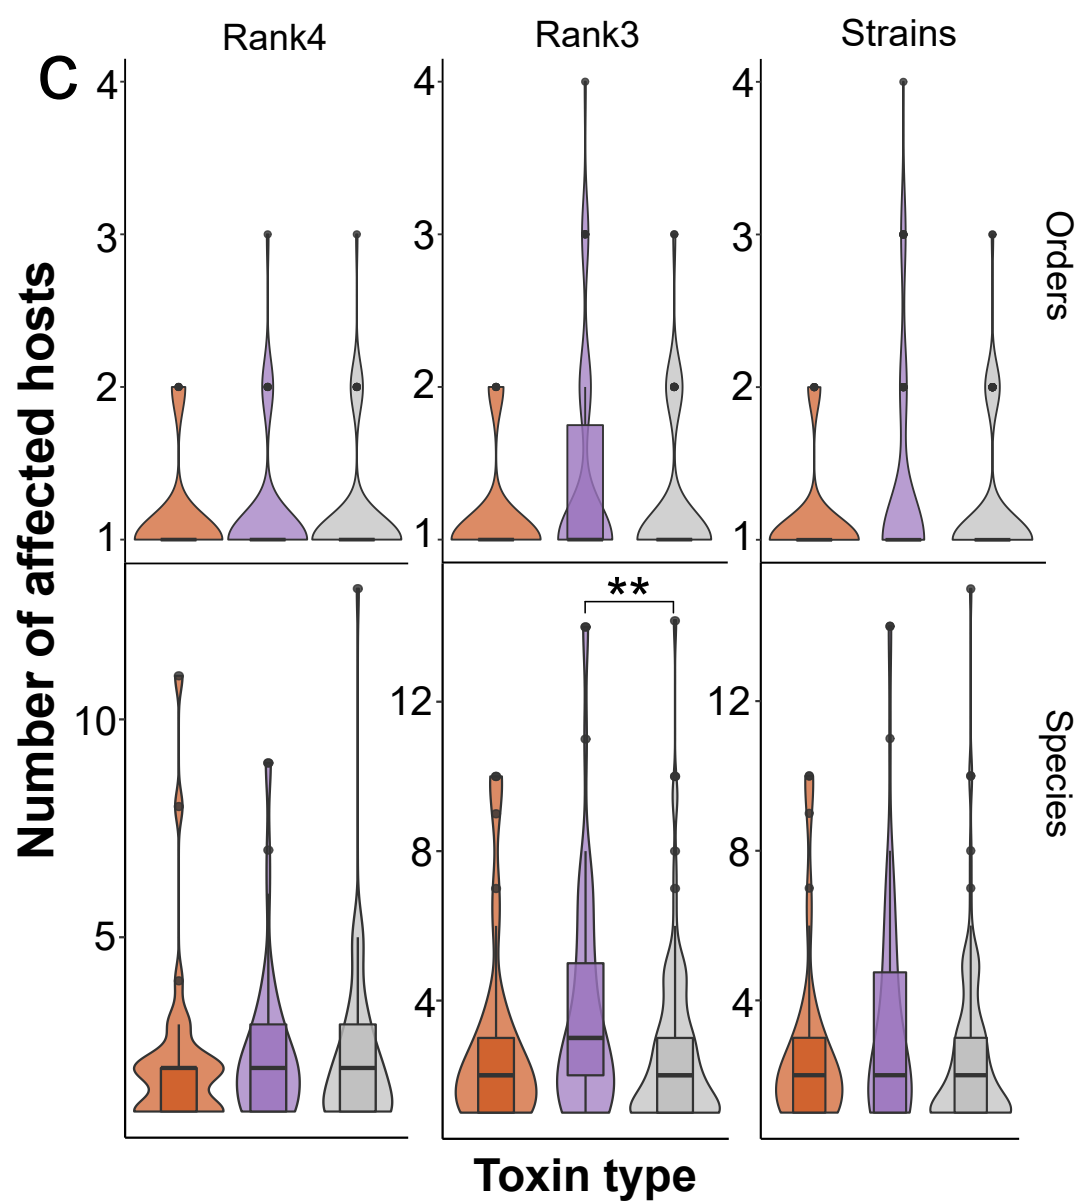 Rank4 Rank3 Strains
C
4 4 4
3 3 3
2 2 2
1 1 1
Orders
**
10 12 12
5 8 8
4 4
Species
Number of affected hosts
Toxin type